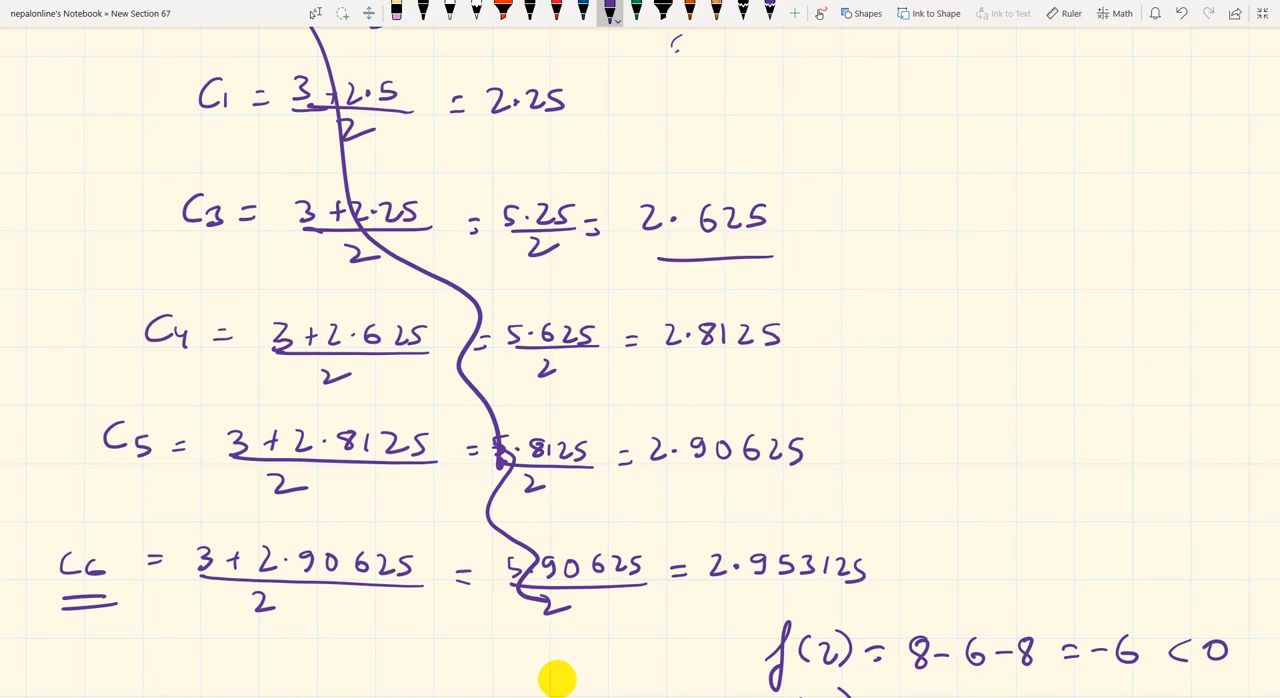 nepalonline's Notebook » New Section 67
Shapes Ink to Shape Ink to Text Ruler Math
C1 = 3+2.5/2 = 2.25
C3 = 3+2.25/2 = 5.25/2 = 2.625
C4 = 3+2.625/2 = 5.625/2 = 2.8125
C5 = 3+2.8125/2 = 5.8125/2 = 2.90625
C6 = 3+2.90625/2 = 5.90625/2 = 2.953125
f(2) = 8-6-8 = -6 < 0